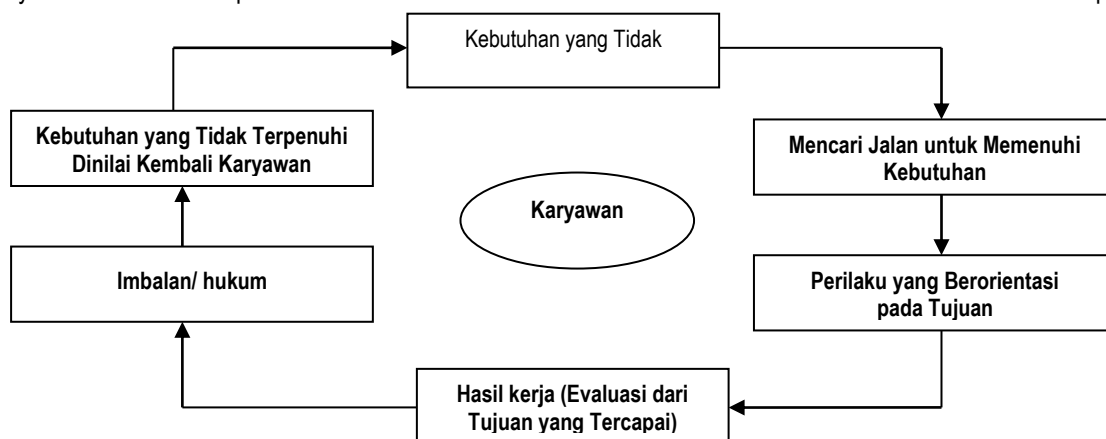 Kebutuhan yang Tidak
Kebutuhan yang Tidak Terpenuhi
Dinilai Kembali Karyawan
Mencari Jalan untuk Memenuhi
Kebutuhan
Karyawan
Imbalan/ hukum
Perilaku yang Berorientasi
pada Tujuan
Hasil kerja (Evaluasi dari
Tujuan yang Tercapai)